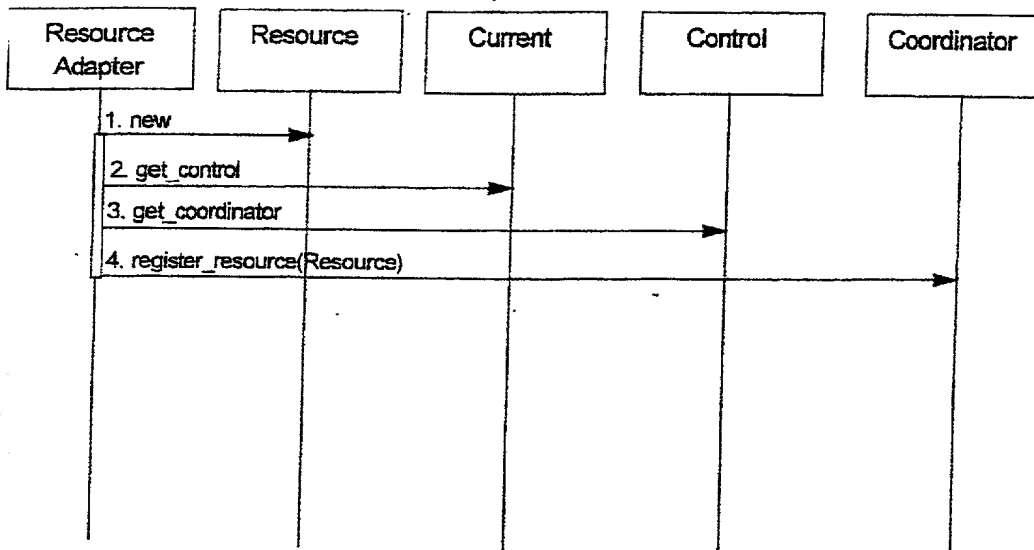 Resource
Adapter
Resource
Current
Control
Coordinator
1. new
2. get_control
3. get_coordinator
4. register_resource(Resource)